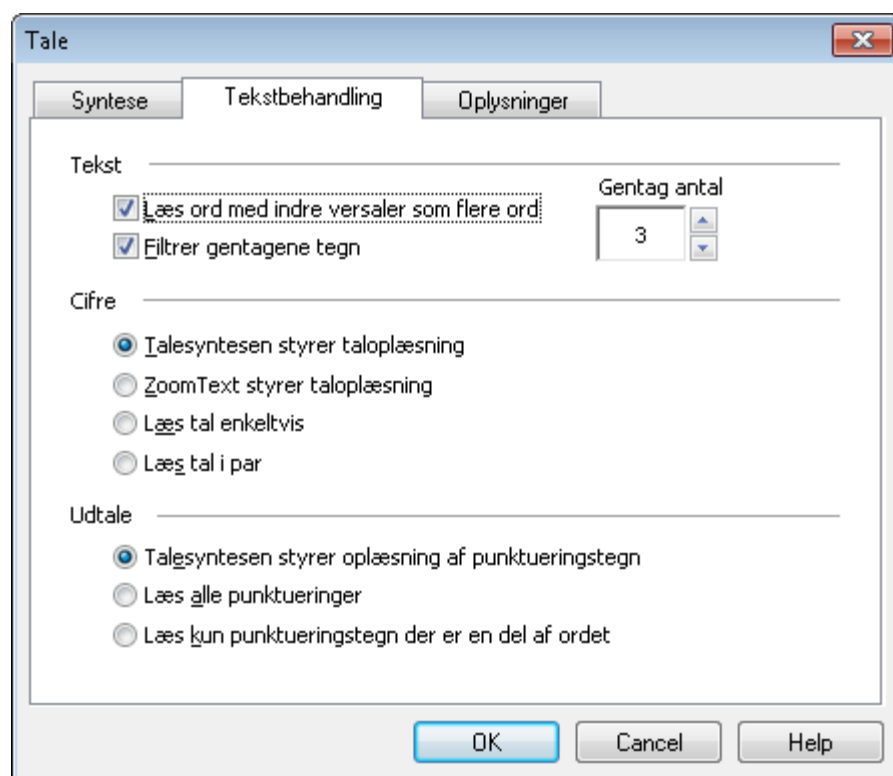 Tale
Syntese Tekstbehandling Oplysninger
Tekst
Gentag antal
Læs ord med indre versaler som flere ord
3
Filtrer gentagene tegn
Cifre
Talesyntesen styrer taloplæsning
ZoomText styrer taloplæsning
Læs tal enkeltvis
Læs tal i par
Udtale
Talesyntesen styrer oplæsning af punktueringstegn
Læs alle punktueringer
Læs kun punktueringstegn der er en del af ordet
OK Cancel Help